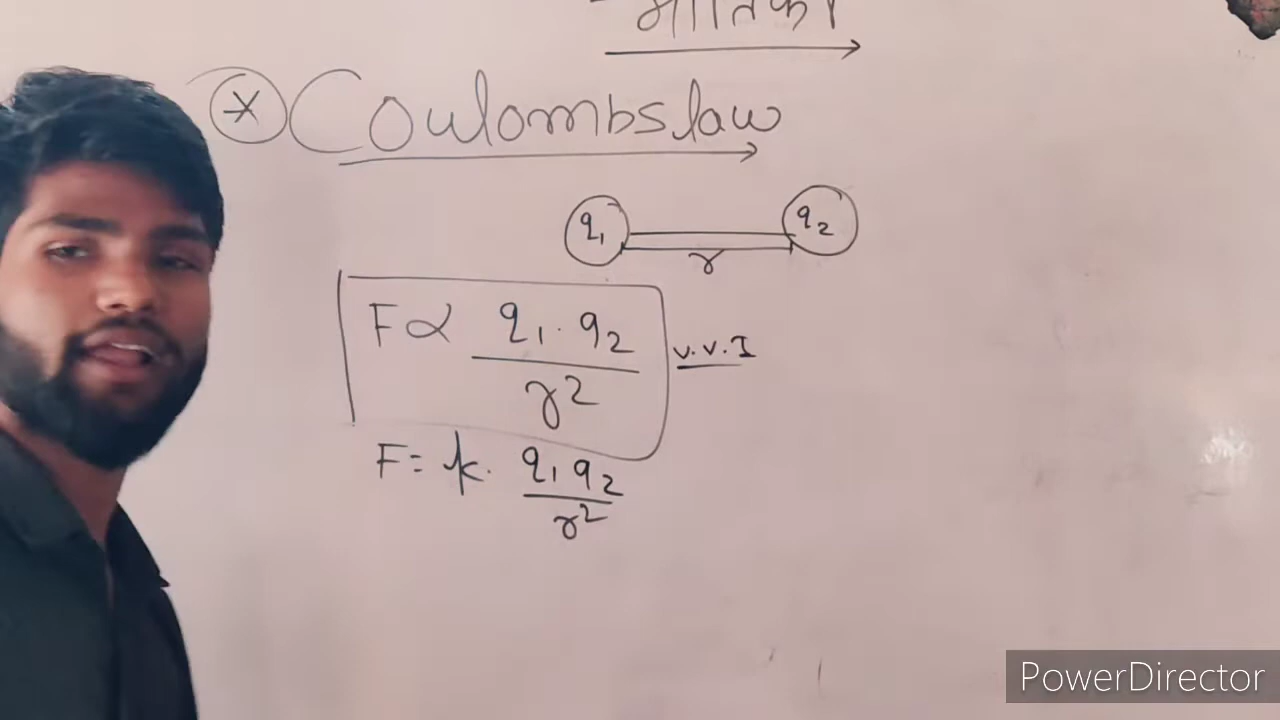 भौतिकी
* Coulombs law
q₁ q₂
r
F ∝ q₁ . q₂ / r²
v.v.I
F = k . q₁ q₂ / r²
PowerDirector